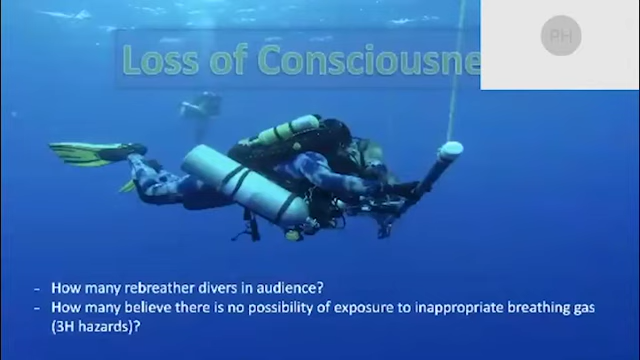 Loss of Consciousne
PH
- How many rebreather divers in audience?
- How many believe there is no possibility of exposure to inappropriate breathing gas
(3H hazards)?